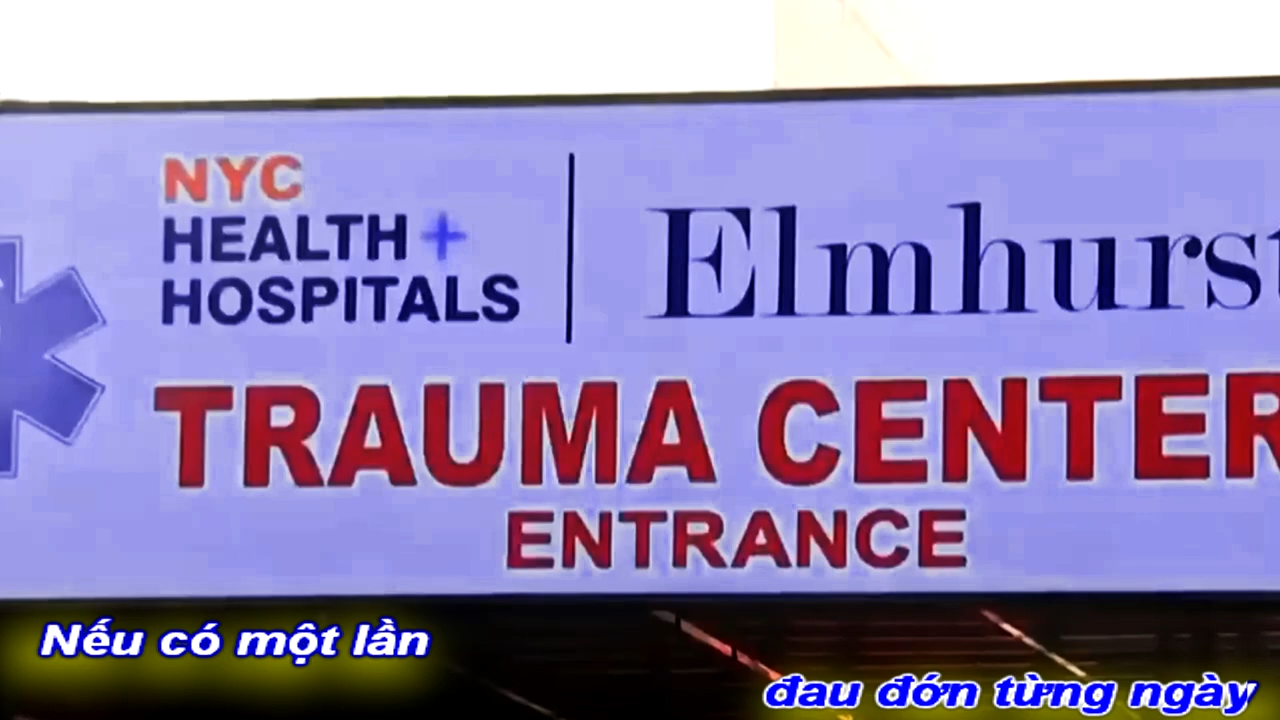 NYC
HEALTH +
HOSPITALS
Elmhurst
TRAUMA CENTER
ENTRANCE
Nếu có một lần
đau đớn từng ngày